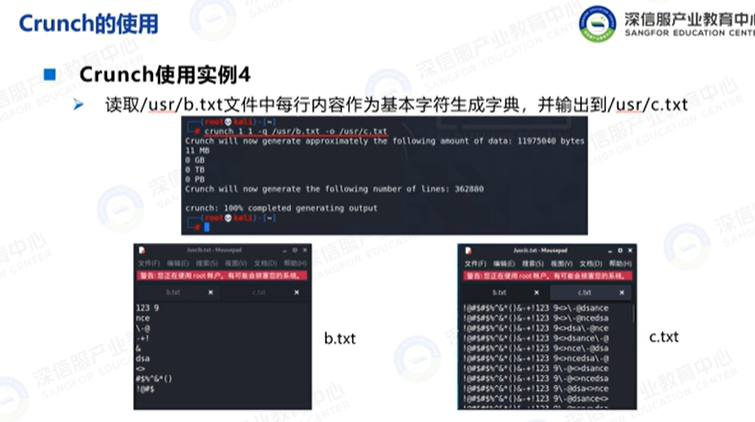 Crunch的使用
深信服产业教育中心
SANGFOR EDUCATION CENTER
Crunch使用实例4
读取/usr/b.txt文件中每行内容作为基本字符生成字典，并输出到/usr/c.txt
(root kali)-[~]
# crunch 1 1 -q /usr/b.txt -o /usr/c.txt
Crunch will now generate approximately the following amount of data: 11975040 bytes
11 MB
0 GB
0 TB
0 PB
Crunch will now generate the following number of lines: 362880
crunch: 100% completed generating output
(root kali)-[~]
#
/usr/b.txt - Mousepad
文件(F) 编辑(E) 搜索(S) 视图(V) 文档(D) 帮助(H)
警告: 您正在使用 root 帐户。有可能会损害您的系统。
b.txt c.txt
123 9
nce
\-@
-+!
&
dsa
<>
#$%^&*()
!@#$
b.txt
/usr/c.txt - Mousepad
文件(F) 编辑(E) 搜索(S) 视图(V) 文档(D) 帮助(H)
警告: 您正在使用 root 帐户。有可能会损害您的系统。
b.txt c.txt
!@#$#$%^&*()&-+!123 9<>\-@dsance
!@#$#$%^&*()&-+!123 9<>\-@ncedsa
!@#$#$%^&*()&-+!123 9<>dsa\-@nce
!@#$#$%^&*()&-+!123 9<>dsance\-@
!@#$#$%^&*()&-+!123 9<>nce\-@dsa
!@#$#$%^&*()&-+!123 9<>ncedsa\-@
!@#$#$%^&*()&-+!123 9\-@<>dsance
!@#$#$%^&*()&-+!123 9\-@<>ncedsa
!@#$#$%^&*()&-+!123 9\-@dsa<>nce
!@#$#$%^&*()&-+!123 9\-@dsance<>
c.txt